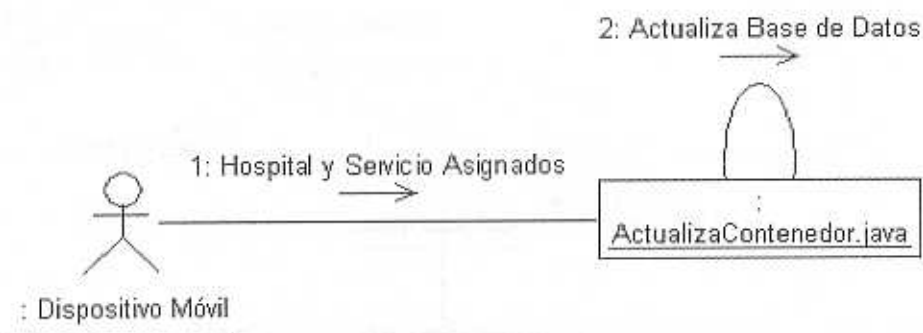 2: Actualiza Base de Datos
1: Hospital y Servicio Asignados
:
ActualizaContenedor.java
: Dispositivo Móvil